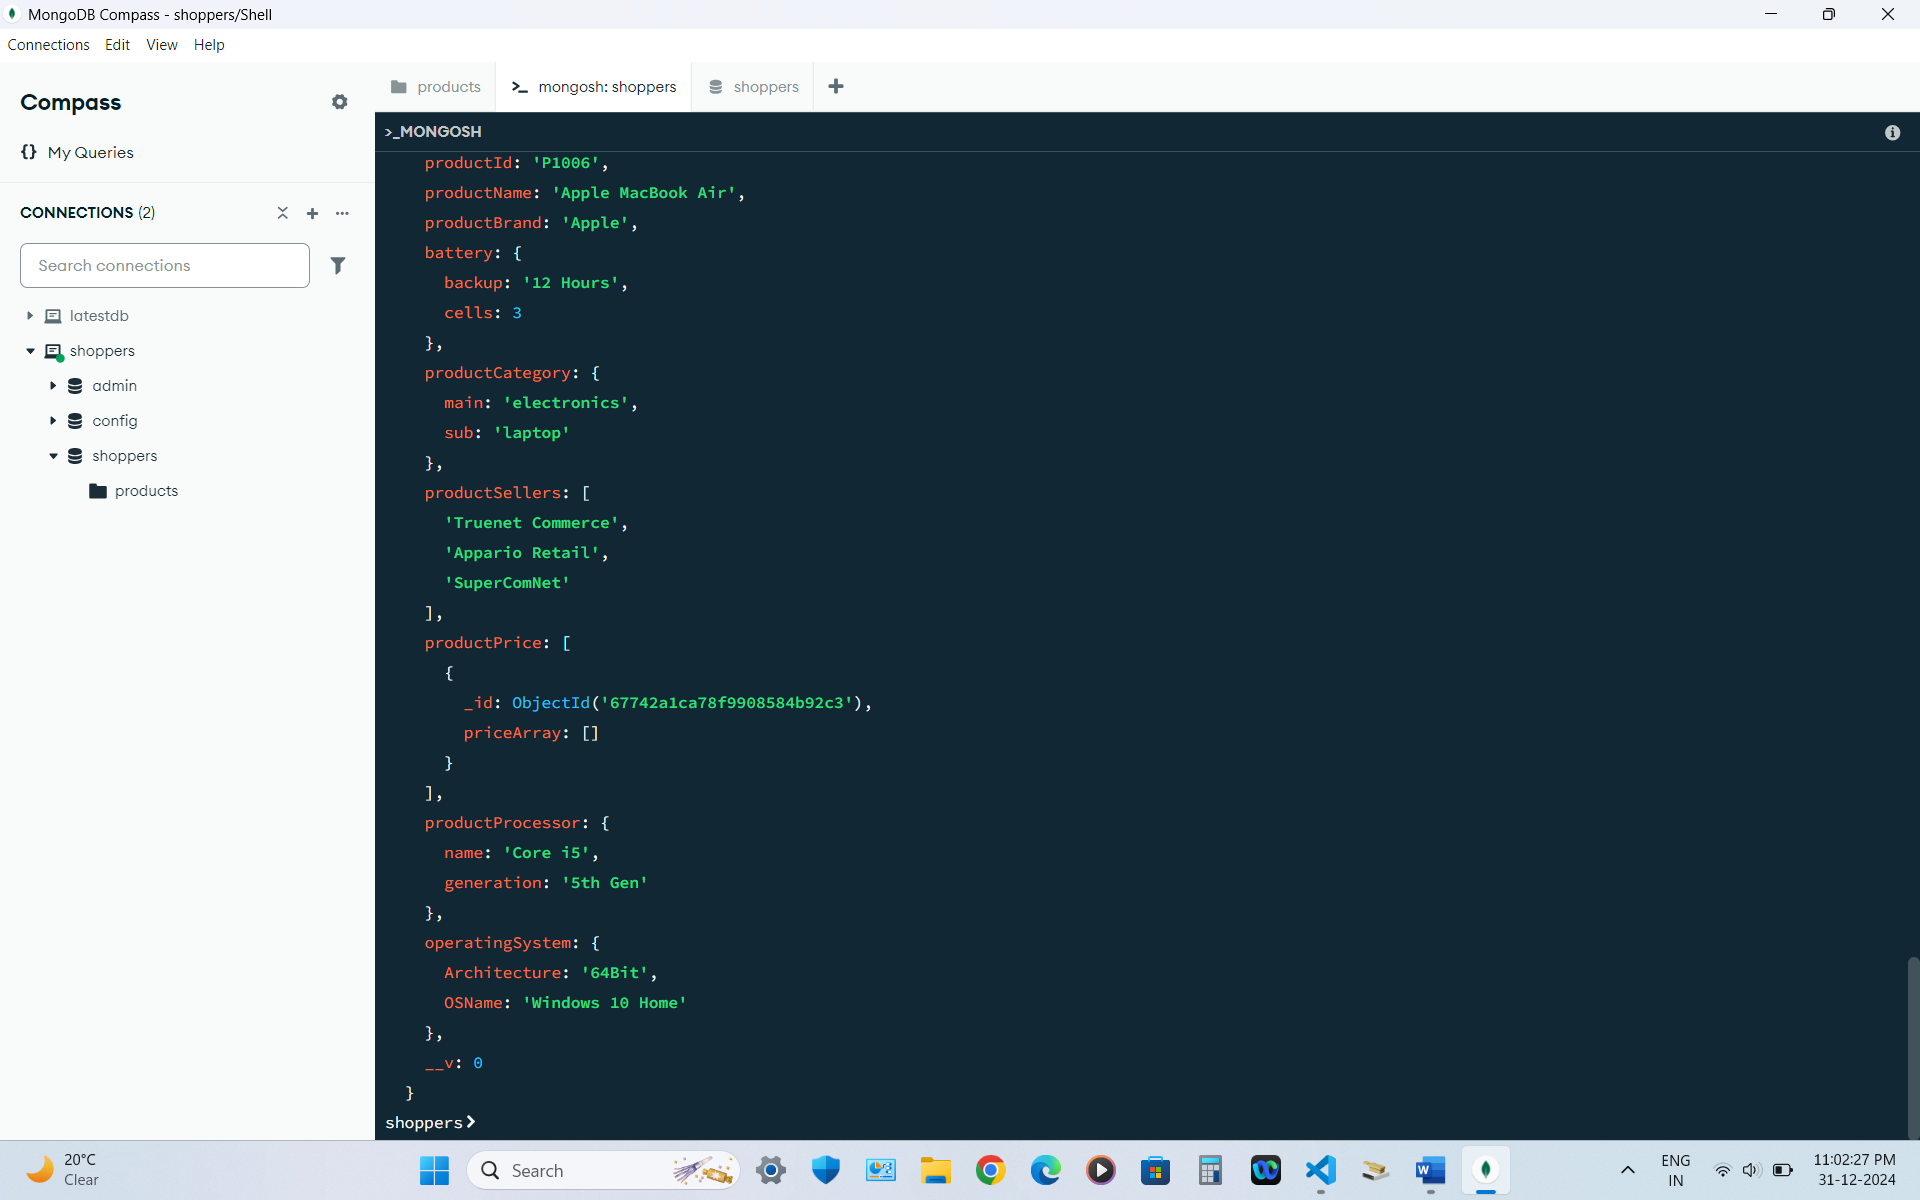 MongoDB Compass - shoppers/Shell
Connections Edit View Help
Compass
{} My Queries
CONNECTIONS (2)
Search connections
latestdb
shoppers
admin
config
shoppers
products
products
mongosh: shoppers
shoppers
>_MONGOSH
productId: 'P1006',
productName: 'Apple MacBook Air',
productBrand: 'Apple',
battery: {
backup: '12 Hours',
cells: 3
},
productCategory: {
main: 'electronics',
sub: 'laptop'
},
productSellers: [
'Truenet Commerce',
'Appario Retail',
'SuperComNet'
],
productPrice: [
{
_id: ObjectId('67742a1ca78f9908584b92c3'),
priceArray: []
}
],
productProcessor: {
name: 'Core i5',
generation: '5th Gen'
},
operatingSystem: {
Architecture: '64Bit',
OSName: 'Windows 10 Home'
},
__v: 0
}
shoppers>
20°C
Clear
Search
ENG
IN
11:02:27 PM
31-12-2024